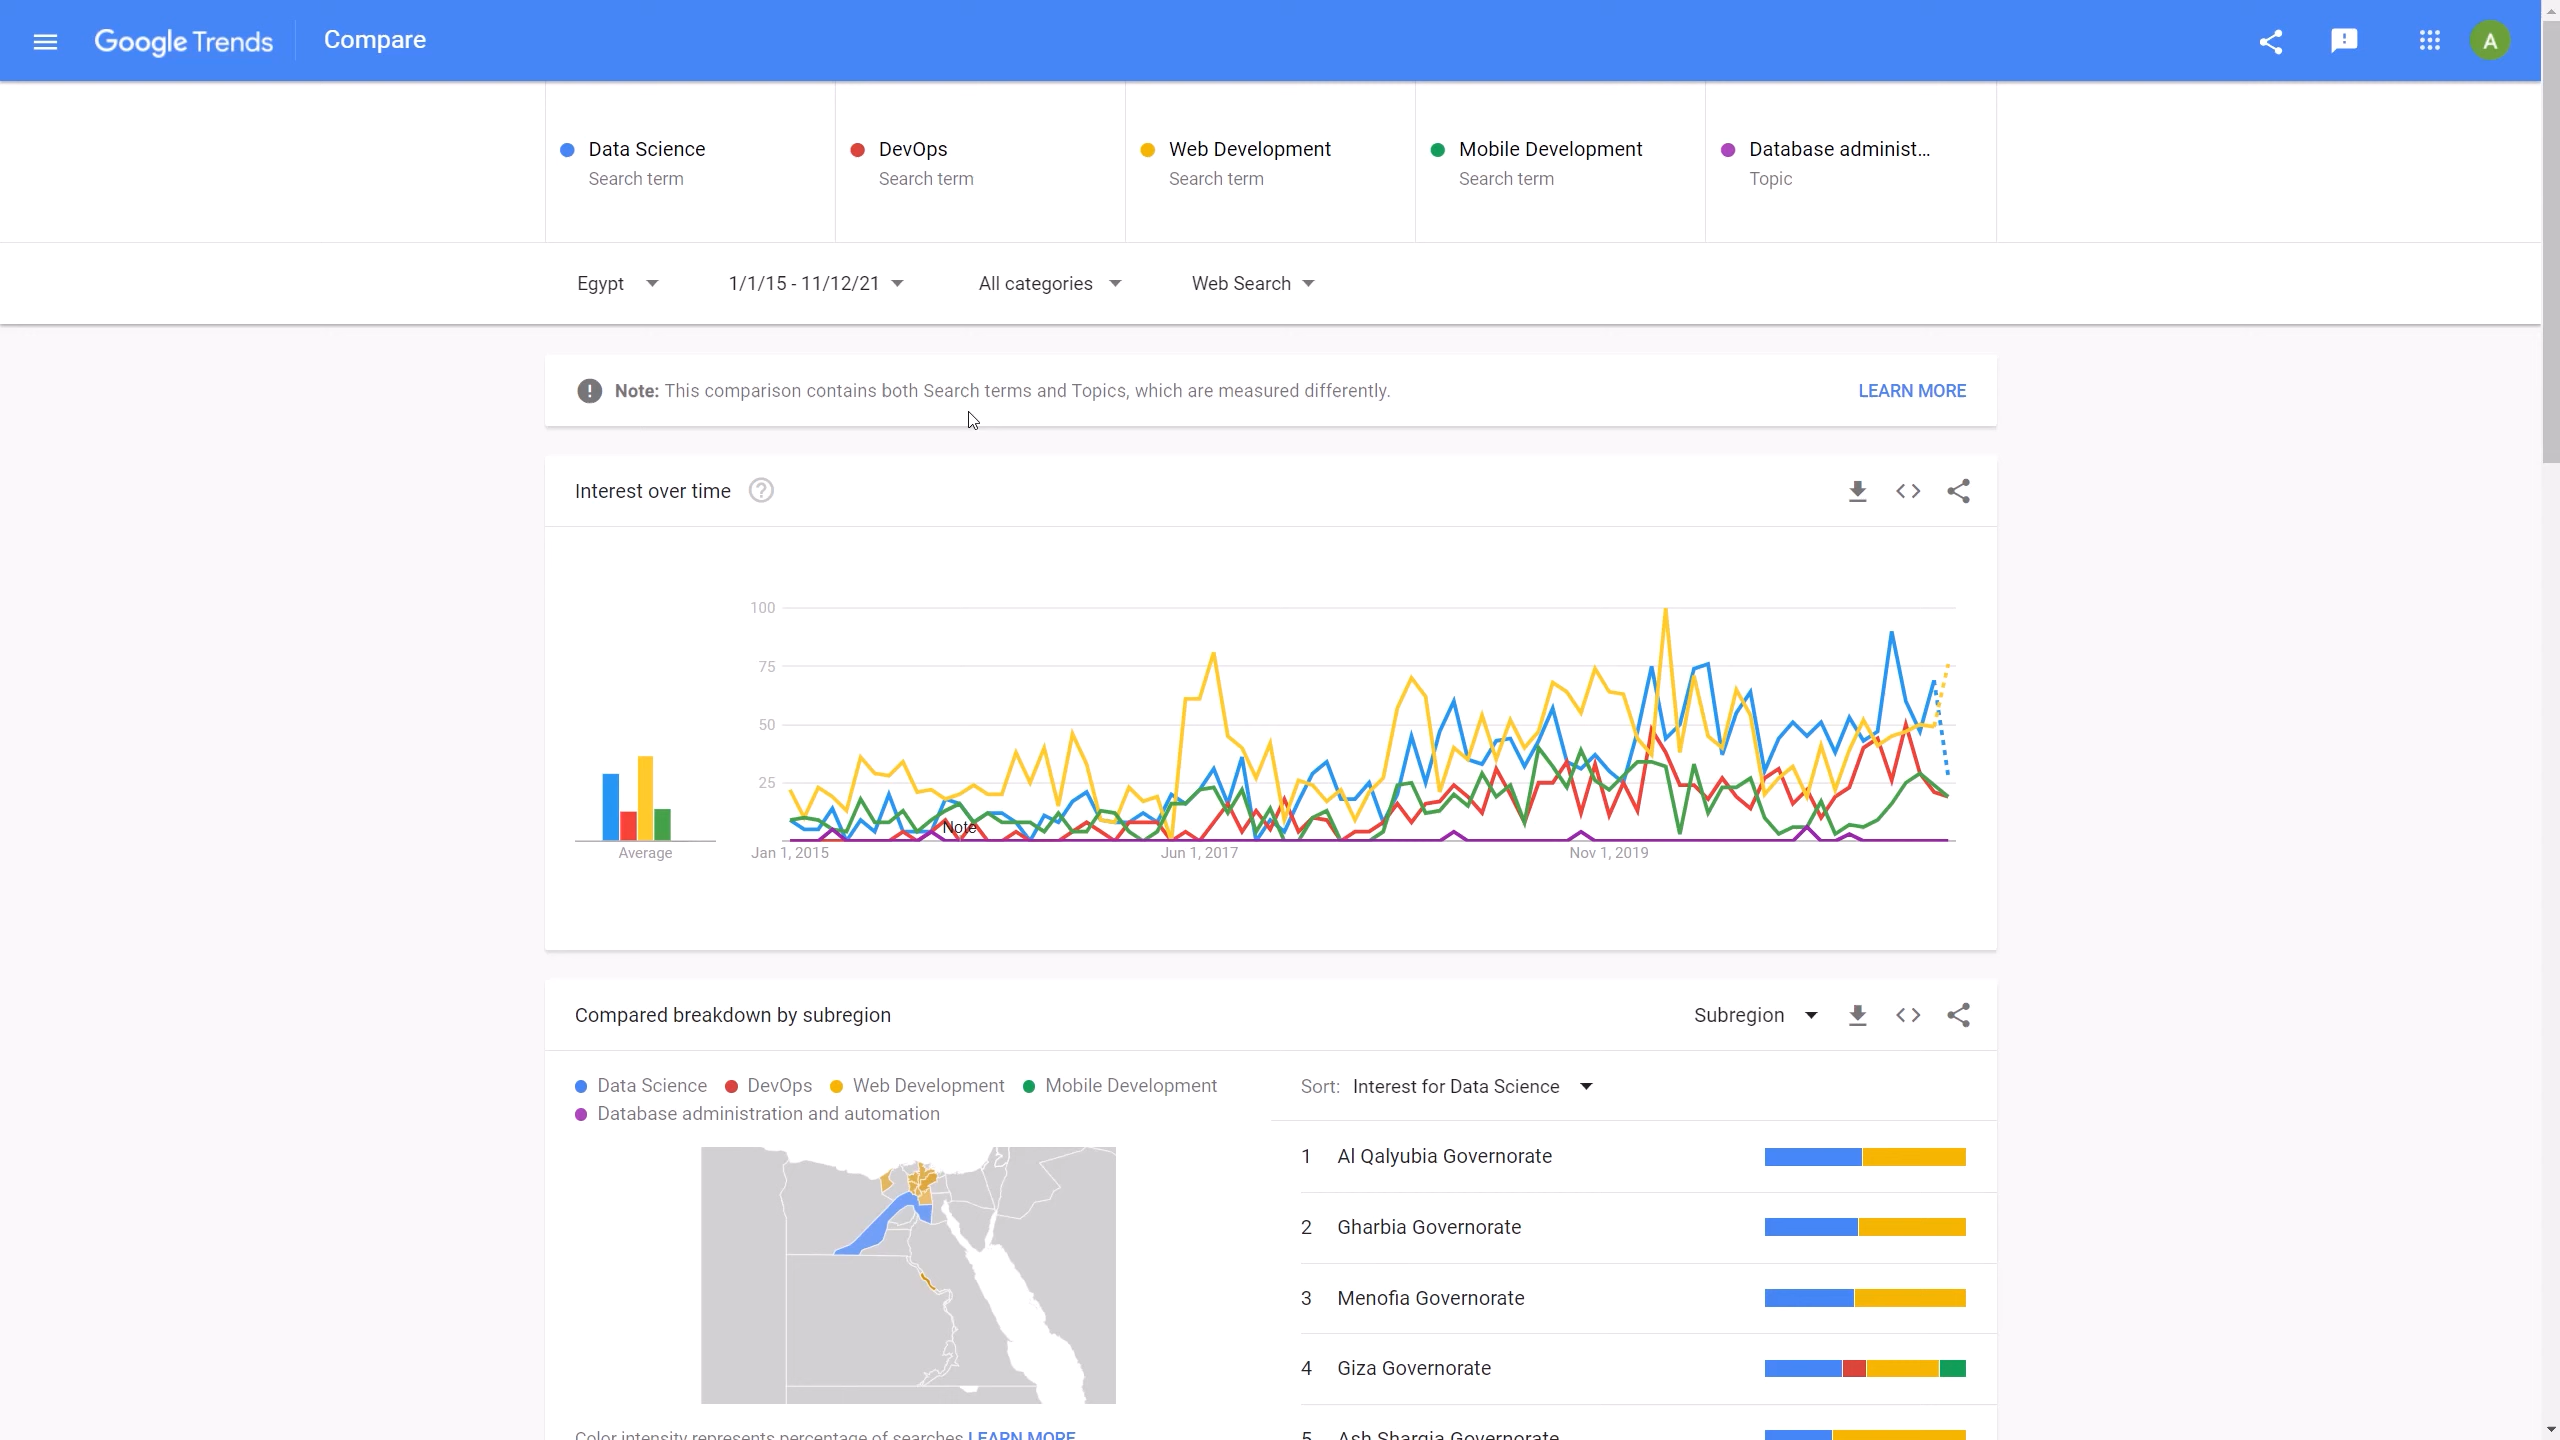 Google Trends
Compare
A
Data Science
Search term
DevOps
Search term
Web Development
Search term
Mobile Development
Search term
Database administ...
Topic
Egypt
1/1/15 - 11/12/21
All categories
Web Search
Note: This comparison contains both Search terms and Topics, which are measured differently.
LEARN MORE
Interest over time
100
75
50
25
Note
Average
Jan 1, 2015
Jun 1, 2017
Nov 1, 2019
Compared breakdown by subregion
Subregion
Data Science DevOps Web Development Mobile Development
Database administration and automation
Sort: Interest for Data Science
1 Al Qalyubia Governorate
2 Gharbia Governorate
3 Menofia Governorate
4 Giza Governorate
5 Ash Sharqia Governorate
Color intensity represents percentage of searches LEARN MORE